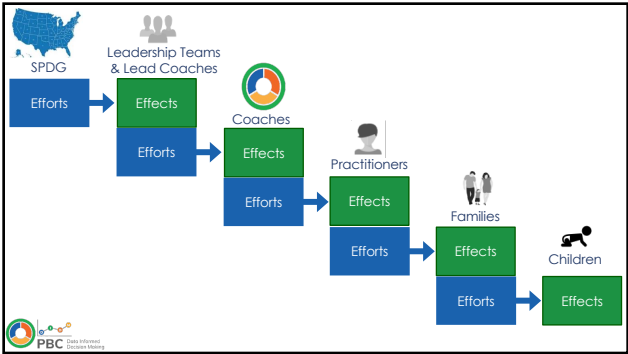 SPDG
Leadership Teams
& Lead Coaches
Efforts
Effects
Coaches
Efforts
Effects
Practitioners
Efforts
Effects
Families
Efforts
Effects
Children
Efforts
Effects
PBC
Data Informed
Decision Making